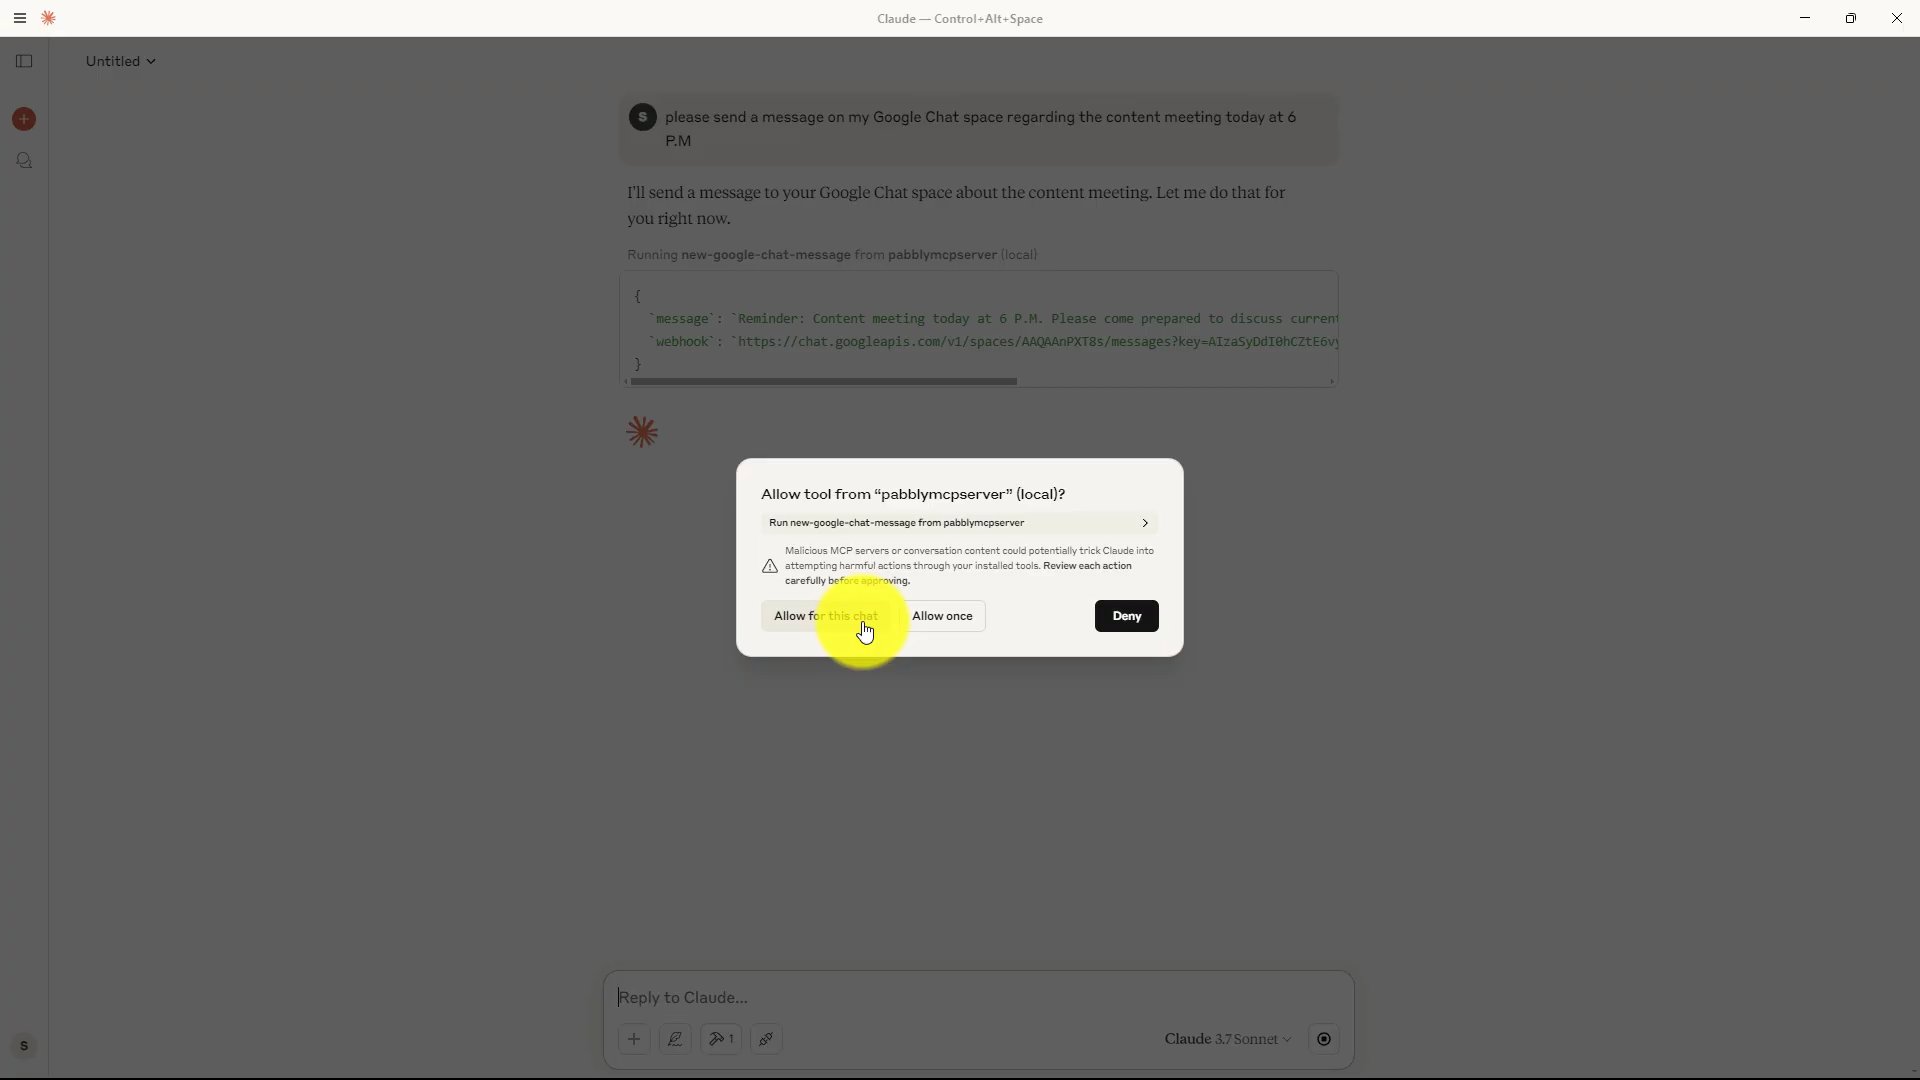 Claude — Control+Alt+Space
Untitled
S
please send a message on my Google Chat space regarding the content meeting today at 6
P.M
I'll send a message to your Google Chat space about the content meeting. Let me do that for
you right now.
Running new-google-chat-message from pabblymcpserver (local)
{
`message`: `Reminder: Content meeting today at 6 P.M. Please come prepared to discuss current
`webhook`: `https://chat.googleapis.com/v1/spaces/AAQAAnPXT8s/messages?key=AIzaSyDdI0hCZtE6vy
}
Allow tool from “pabblymcpserver” (local)?
Run new-google-chat-message from pabblymcpserver
Malicious MCP servers or conversation content could potentially trick Claude into
attempting harmful actions through your installed tools. Review each action
carefully before approving.
Allow for this chat
Allow once
Deny
Reply to Claude...
1
Claude 3.7 Sonnet
S